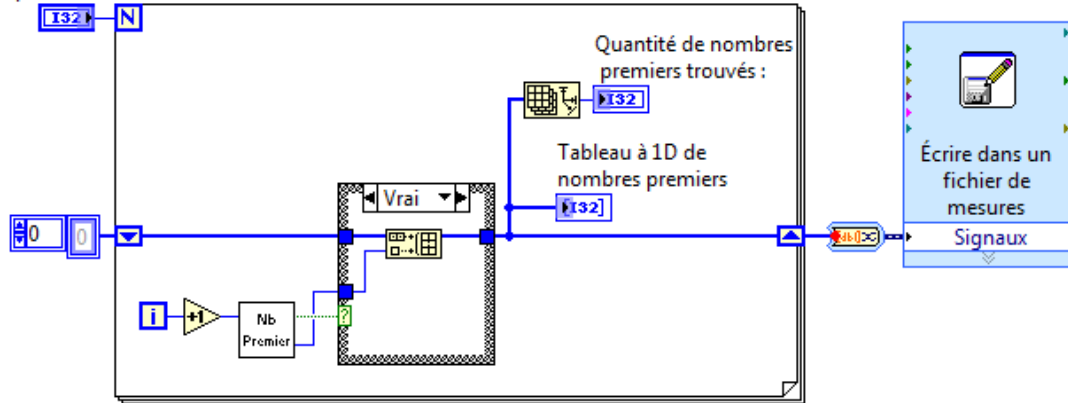 I32
N
Quantité de nombres
premiers trouvés :
I32
Tableau à 1D de
nombres premiers
[I32]
Vrai
0
0
i
+1
Nb
Premier
?
Écrire dans un
fichier de
mesures
Signaux